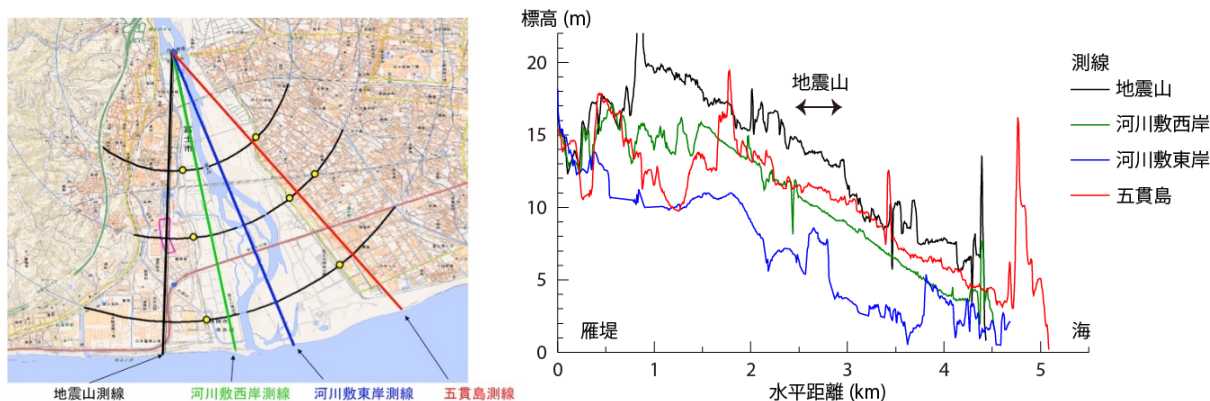 富士市
地震山測線
河川敷西岸測線
河川敷東岸測線
五貫島測線
標高 (m)
20
15
10
5
0
地震山
雁堤
海
0 1 2 3 4 5
水平距離 (km)
測線
地震山
河川敷西岸
河川敷東岸
五貫島